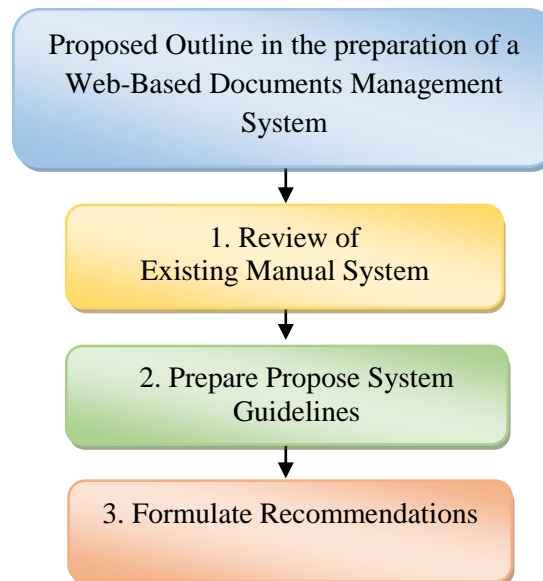 Proposed Outline in the preparation of a
Web-Based Documents Management
System
1. Review of
Existing Manual System
2. Prepare Propose System
Guidelines
3. Formulate Recommendations